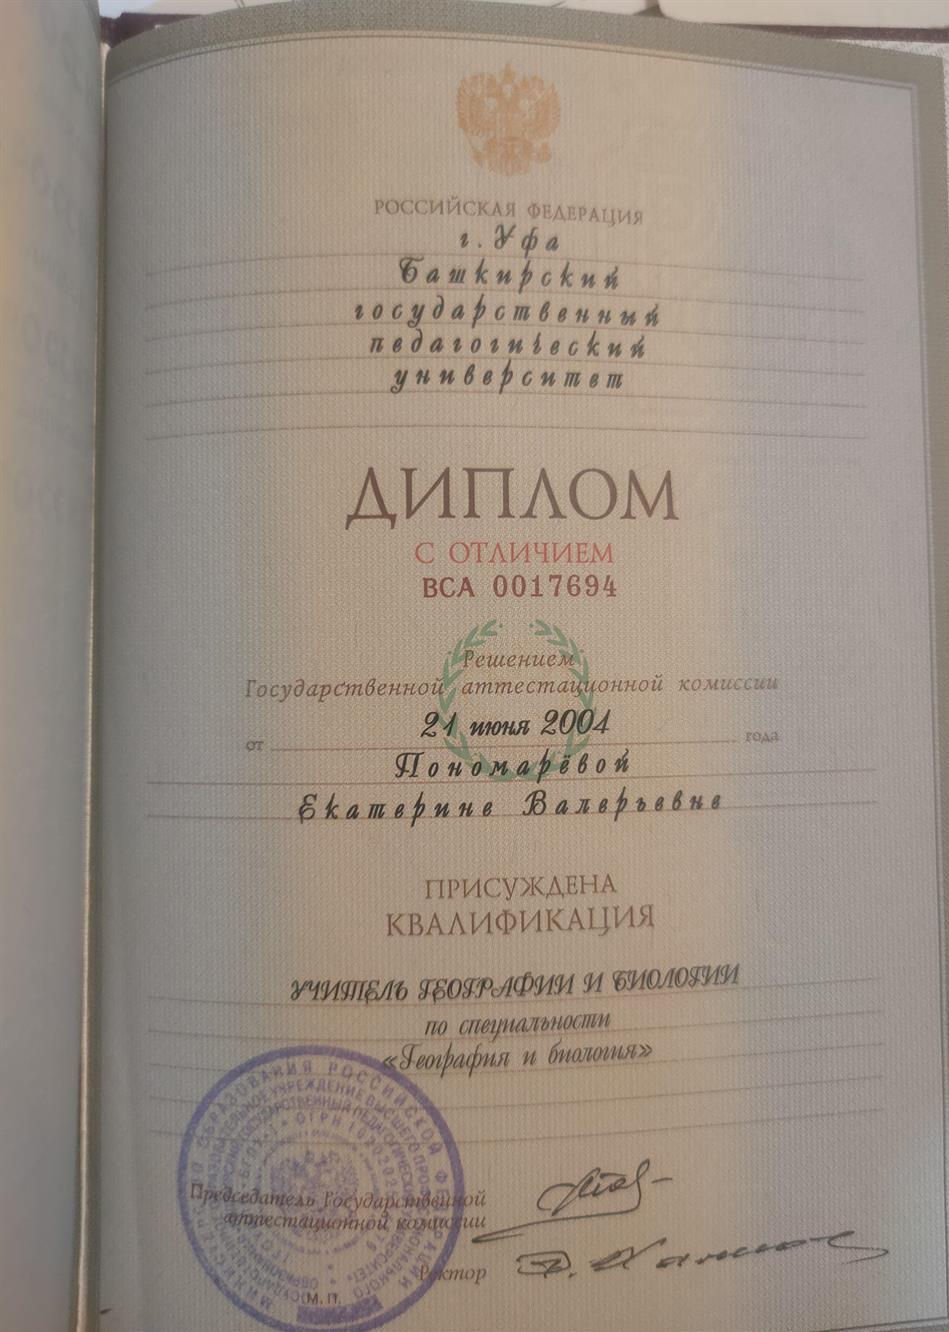 РОССИЙСКАЯ ФЕДЕРАЦИЯ
г. Уфа
Башкирский
государственный
педагогический
университет
ДИПЛОМ
С ОТЛИЧИЕМ
ВСА 0017694
Решением
Государственной аттестационной комиссии
от 21 июня 2004 года
Пономарёвой
Екатерине Валерьевне
ПРИСУЖДЕНА
КВАЛИФИКАЦИЯ
УЧИТЕЛЬ ГЕОГРАФИИ И БИОЛОГИИ
по специальности
«География и биология»
Председатель Государственной
аттестационной комиссии
Ректор
М. П.